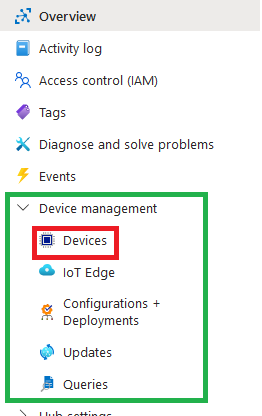 Overview
Activity log
Access control (IAM)
Tags
Diagnose and solve problems
Events
Device management
Devices
IoT Edge
Configurations +
Deployments
Updates
Queries
Hub settings